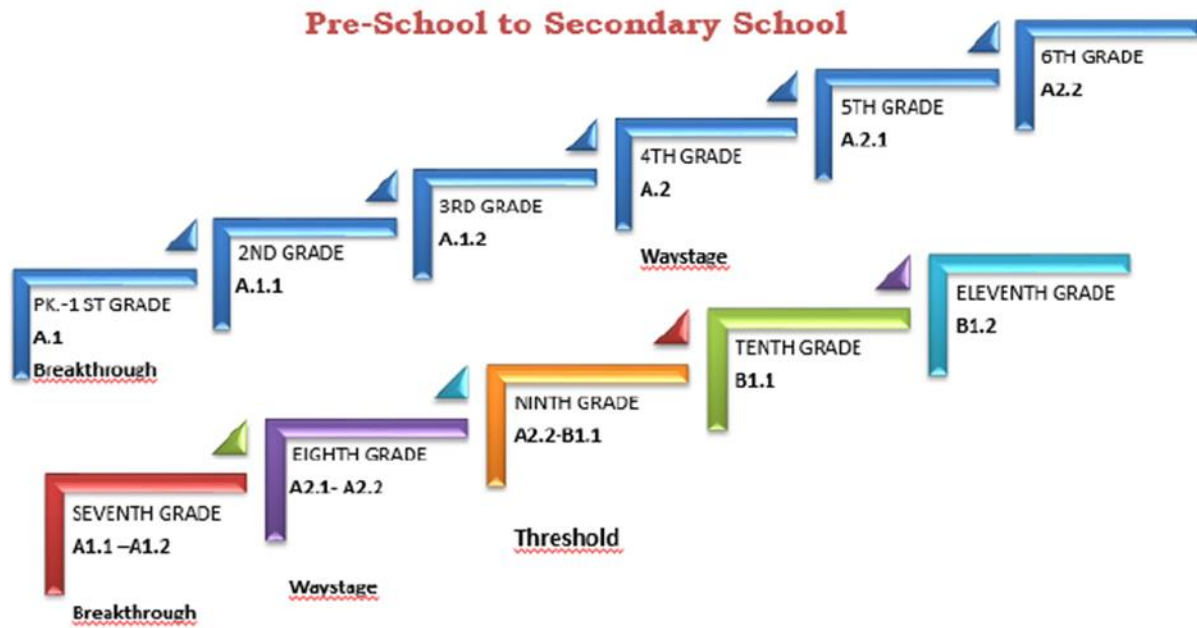 Pre-School to Secondary School
PK.-1 ST GRADE
A.1
Breakthrough
2ND GRADE
A.1.1
3RD GRADE
A.1.2
4TH GRADE
A.2
Waystage
5TH GRADE
A.2.1
6TH GRADE
A2.2
SEVENTH GRADE
A1.1 –A1.2
Breakthrough
EIGHTH GRADE
A2.1- A2.2
Waystage
NINTH GRADE
A2.2-B1.1
Threshold
TENTH GRADE
B1.1
ELEVENTH GRADE
B1.2